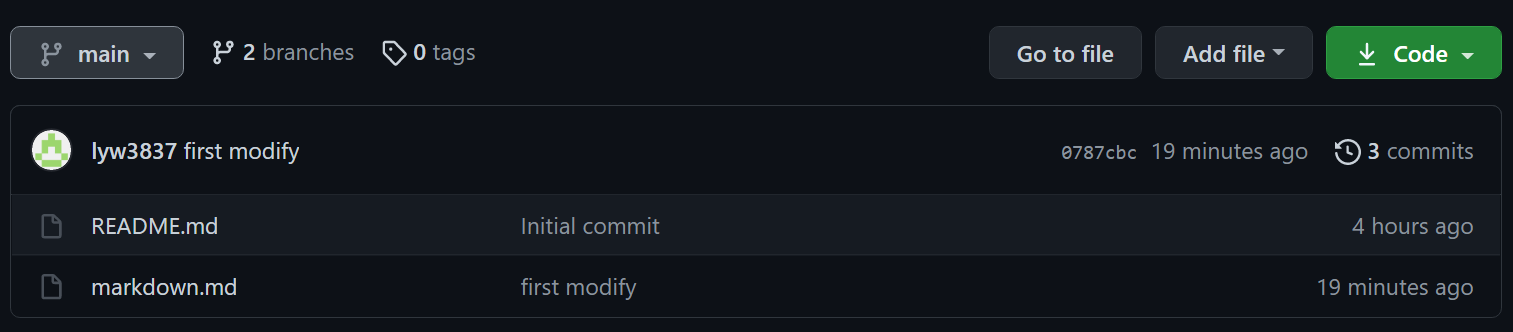 main 2 branches 0 tags Go to file Add file Code
lyw3837 first modify 0787cbc 19 minutes ago 3 commits
README.md Initial commit 4 hours ago
markdown.md first modify 19 minutes ago